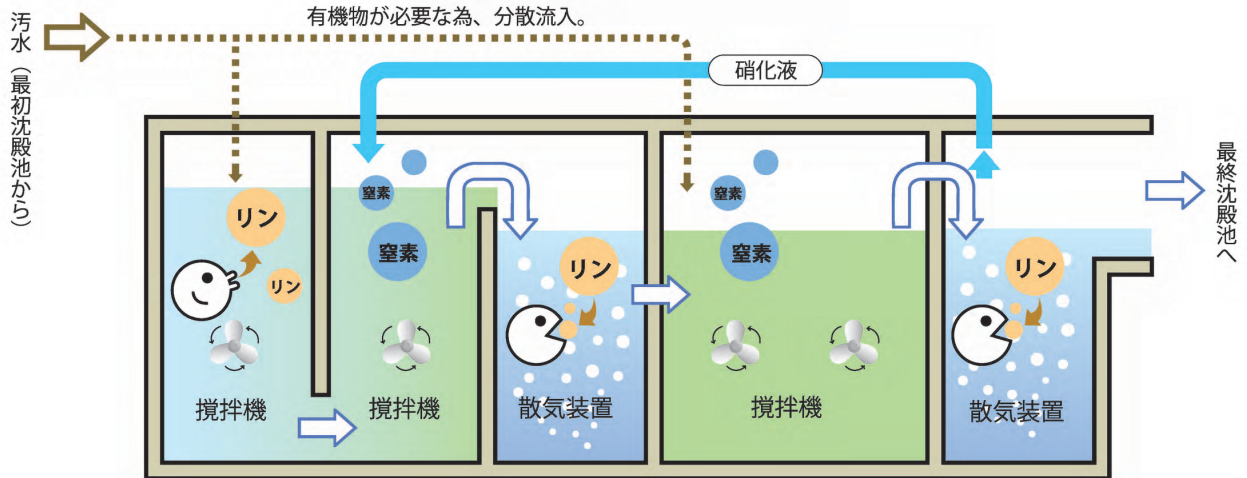 汚水（最初沈殿池から）
有機物が必要な為、分散流入。
硝化液
リン
リン
撹拌機
窒素
窒素
撹拌機
リン
散気装置
窒素
窒素
撹拌機
リン
散気装置
最終沈殿池へ